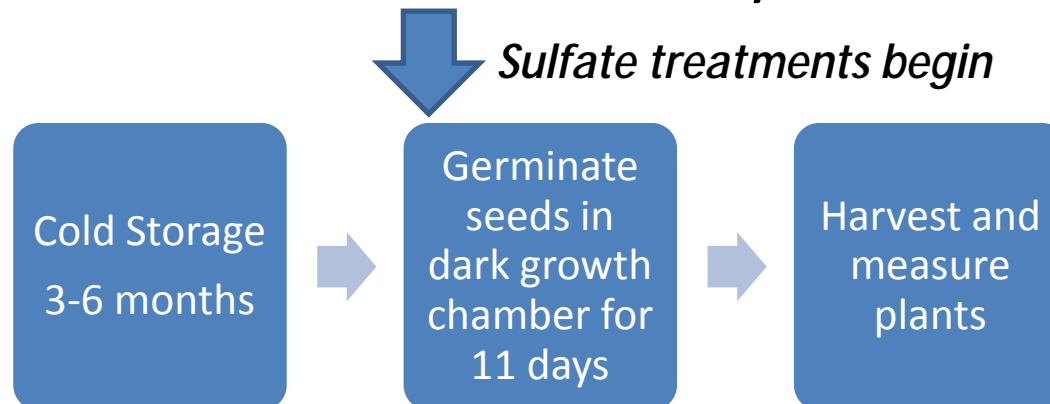 Sulfate treatments begin
Cold Storage
3-6 months
Germinate
seeds in
dark growth
chamber for
11 days
Harvest and
measure
plants